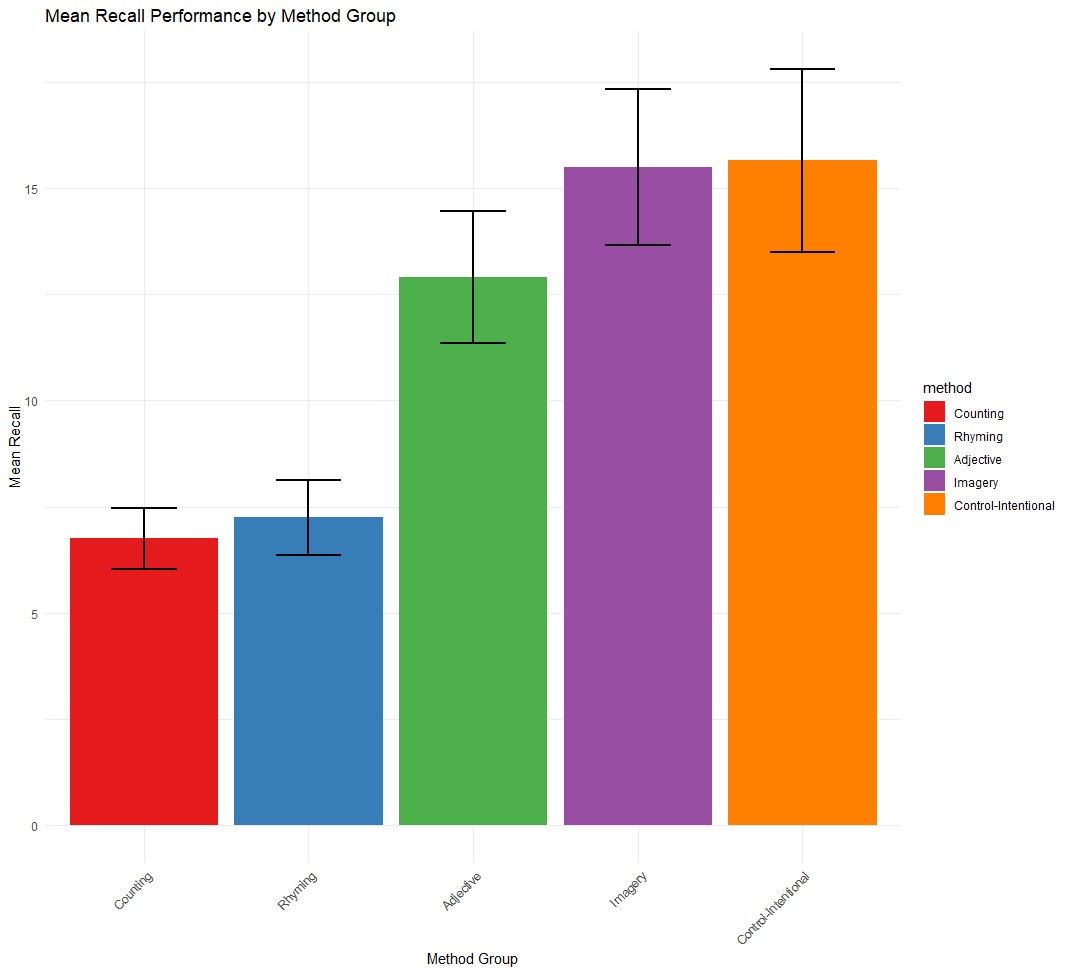 Mean Recall Performance by Method Group
Mean Recall
15
10
5
0
Counting
Rhyming
Adjective
Imagery
Control-Intentional
Method Group
method
Counting
Rhyming
Adjective
Imagery
Control-Intentional